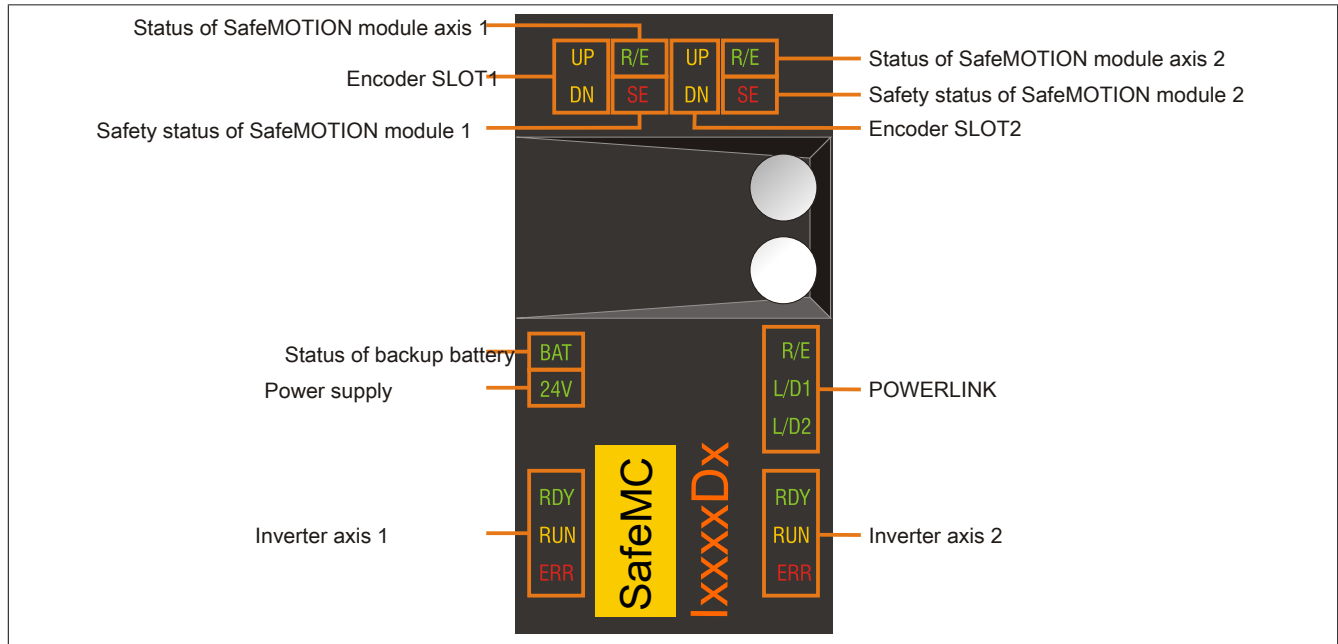 Status of SafeMOTION module axis 1
UP R/E UP R/E
Status of SafeMOTION module axis 2
Encoder SLOT1
DN SE DN SE
Safety status of SafeMOTION module 2
Safety status of SafeMOTION module 1
Encoder SLOT2
Status of backup battery
BAT
R/E
Power supply
24V
L/D1
POWERLINK
L/D2
SafeMC
IxxxxDx
RDY
RDY
Inverter axis 1
RUN
RUN
Inverter axis 2
ERR
ERR